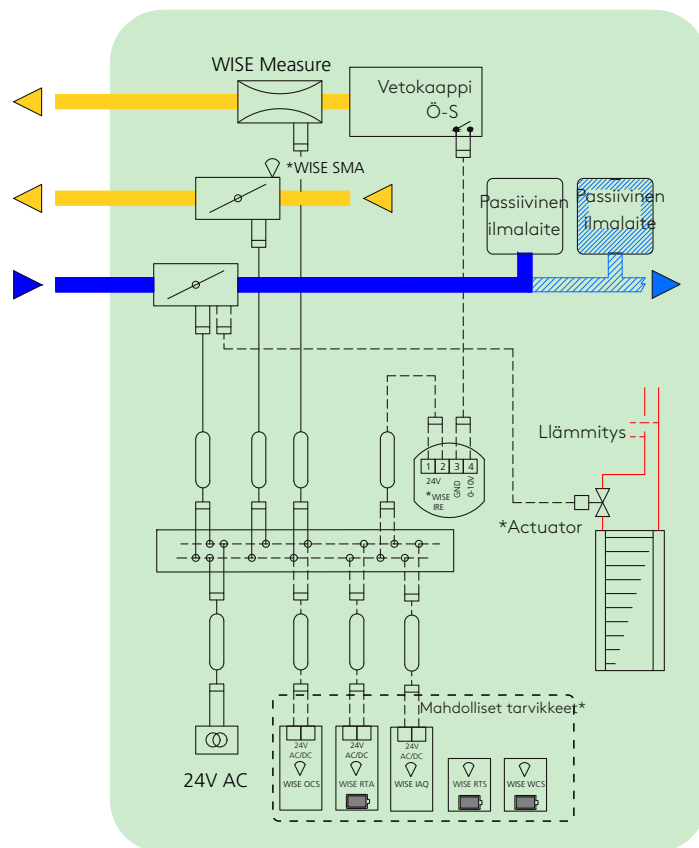 WISE Measure
Vetokaappi
Ö-S
*WISE SMA
Passiivinen
ilmalaite
Passiivinen
ilmalaite
1 2 3 4
24V
GND
0-10V
*WISE
IRE
Llämmitys
*Actuator
Mahdolliset tarvikkeet*
24V
AC/DC
WISE OCS
24V
AC/DC
WISE RTA
24V
AC/DC
WISE IAQ
WISE RTS
WISE WCS
24V AC